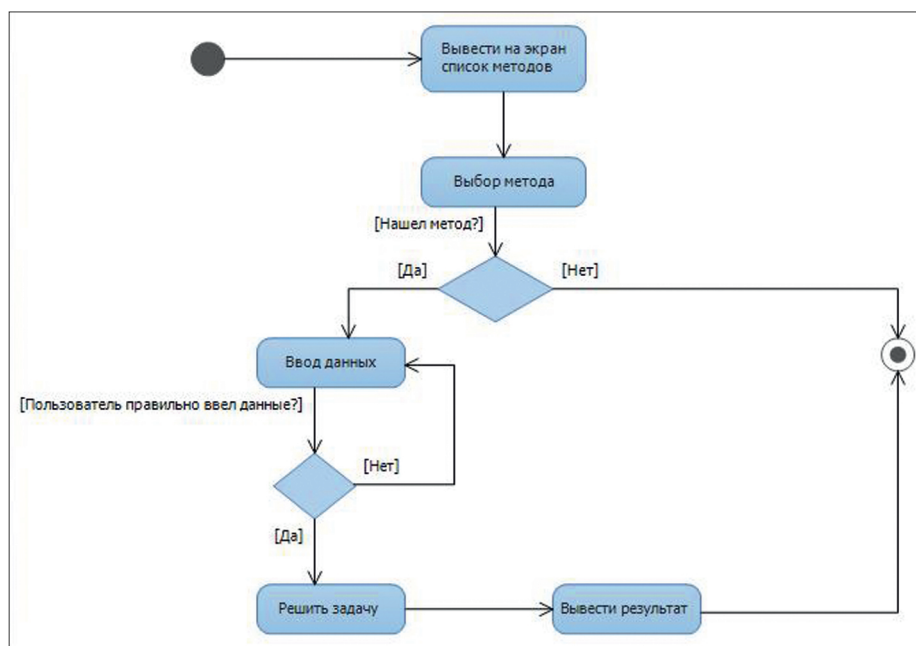 Вывести на экран
список методов
Выбор метода
[Нашел метод?]
[Да]
[Нет]
Ввод данных
[Пользователь правильно ввел данные?]
[Нет]
[Да]
Решить задачу
Вывести результат